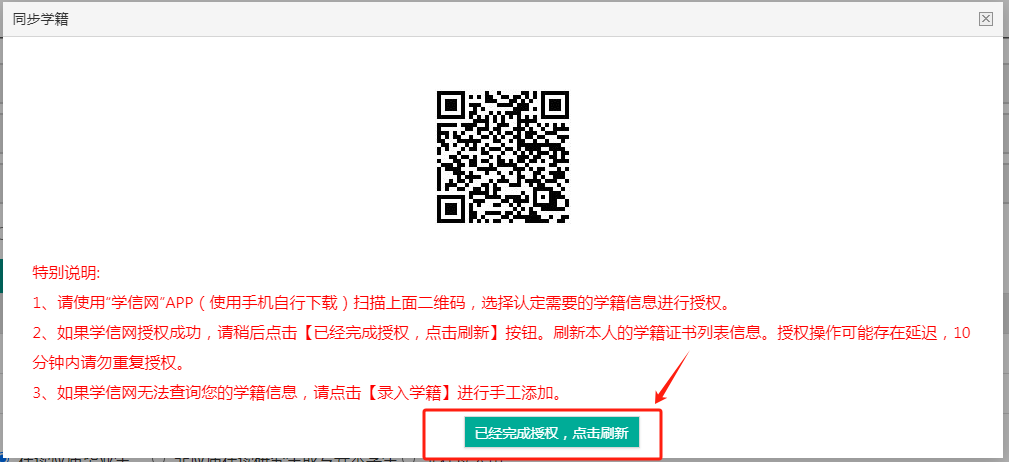 同步学籍
特别说明:
1、请使用"学信网"APP（使用手机自行下载）扫描上面二维码，选择认定需要的学籍信息进行授权。
2、如果学信网授权成功，请稍后点击【已经完成授权，点击刷新】按钮。刷新本人的学籍证书列表信息。授权操作可能存在延迟，10
分钟内请勿重复授权。
3、如果学信网无法查询您的学籍信息，请点击【录入学籍】进行手工添加。
已经完成授权，点击刷新